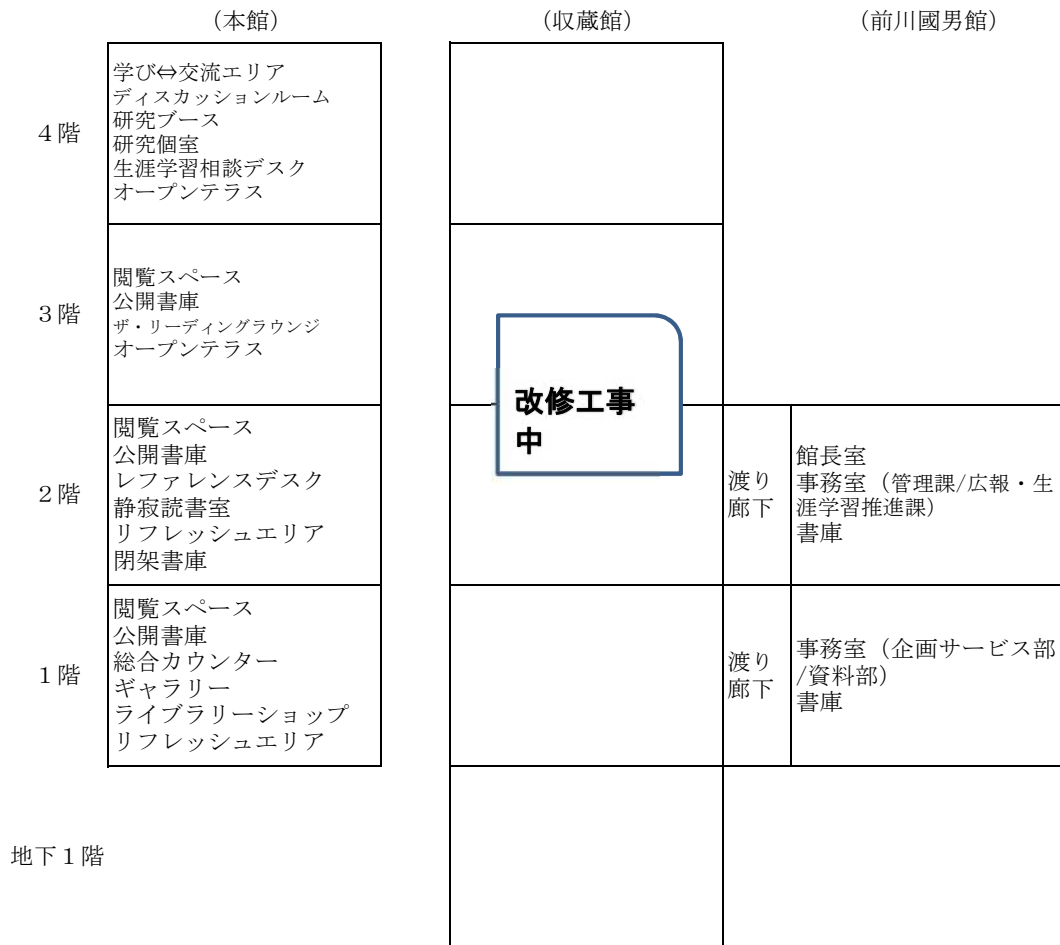 （本館）
（収蔵館）
（前川國男館）
４階
学び⇔交流エリア
ディスカッションルーム
研究ブース
研究個室
生涯学習相談デスク
オープンテラス
３階
閲覧スペース
公開書庫
ザ・リーディングラウンジ
オープンテラス
改修工事
中
２階
閲覧スペース
公開書庫
レファレンスデスク
静寂読書室
リフレッシュエリア
閉架書庫
渡り
廊下
館長室
事務室（管理課/広報・生
涯学習推進課）
書庫
１階
閲覧スペース
公開書庫
総合カウンター
ギャラリー
ライブラリーショップ
リフレッシュエリア
渡り
廊下
事務室（企画サービス部
/資料部）
書庫
地下１階